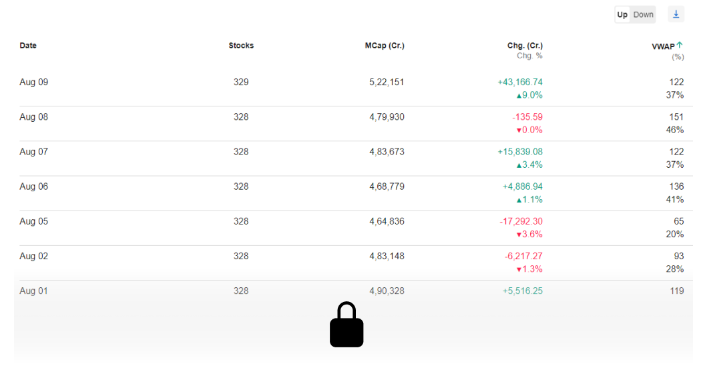 Up Down
Date Stocks MCap (Cr.) Chg. (Cr.) VWAP↑
Chg. % (%)
Aug 09 329 5,22,151 +43,166.74 122
▲9.0% 37%
Aug 08 328 4,79,930 -135.59 151
▼0.0% 46%
Aug 07 328 4,83,673 +15,839.08 122
▲3.4% 37%
Aug 06 328 4,68,779 +4,886.94 136
▲1.1% 41%
Aug 05 328 4,64,836 -17,292.30 65
▼3.6% 20%
Aug 02 328 4,83,148 -6,217.27 93
▼1.3% 28%
Aug 01 328 4,90,328 +5,516.25 119